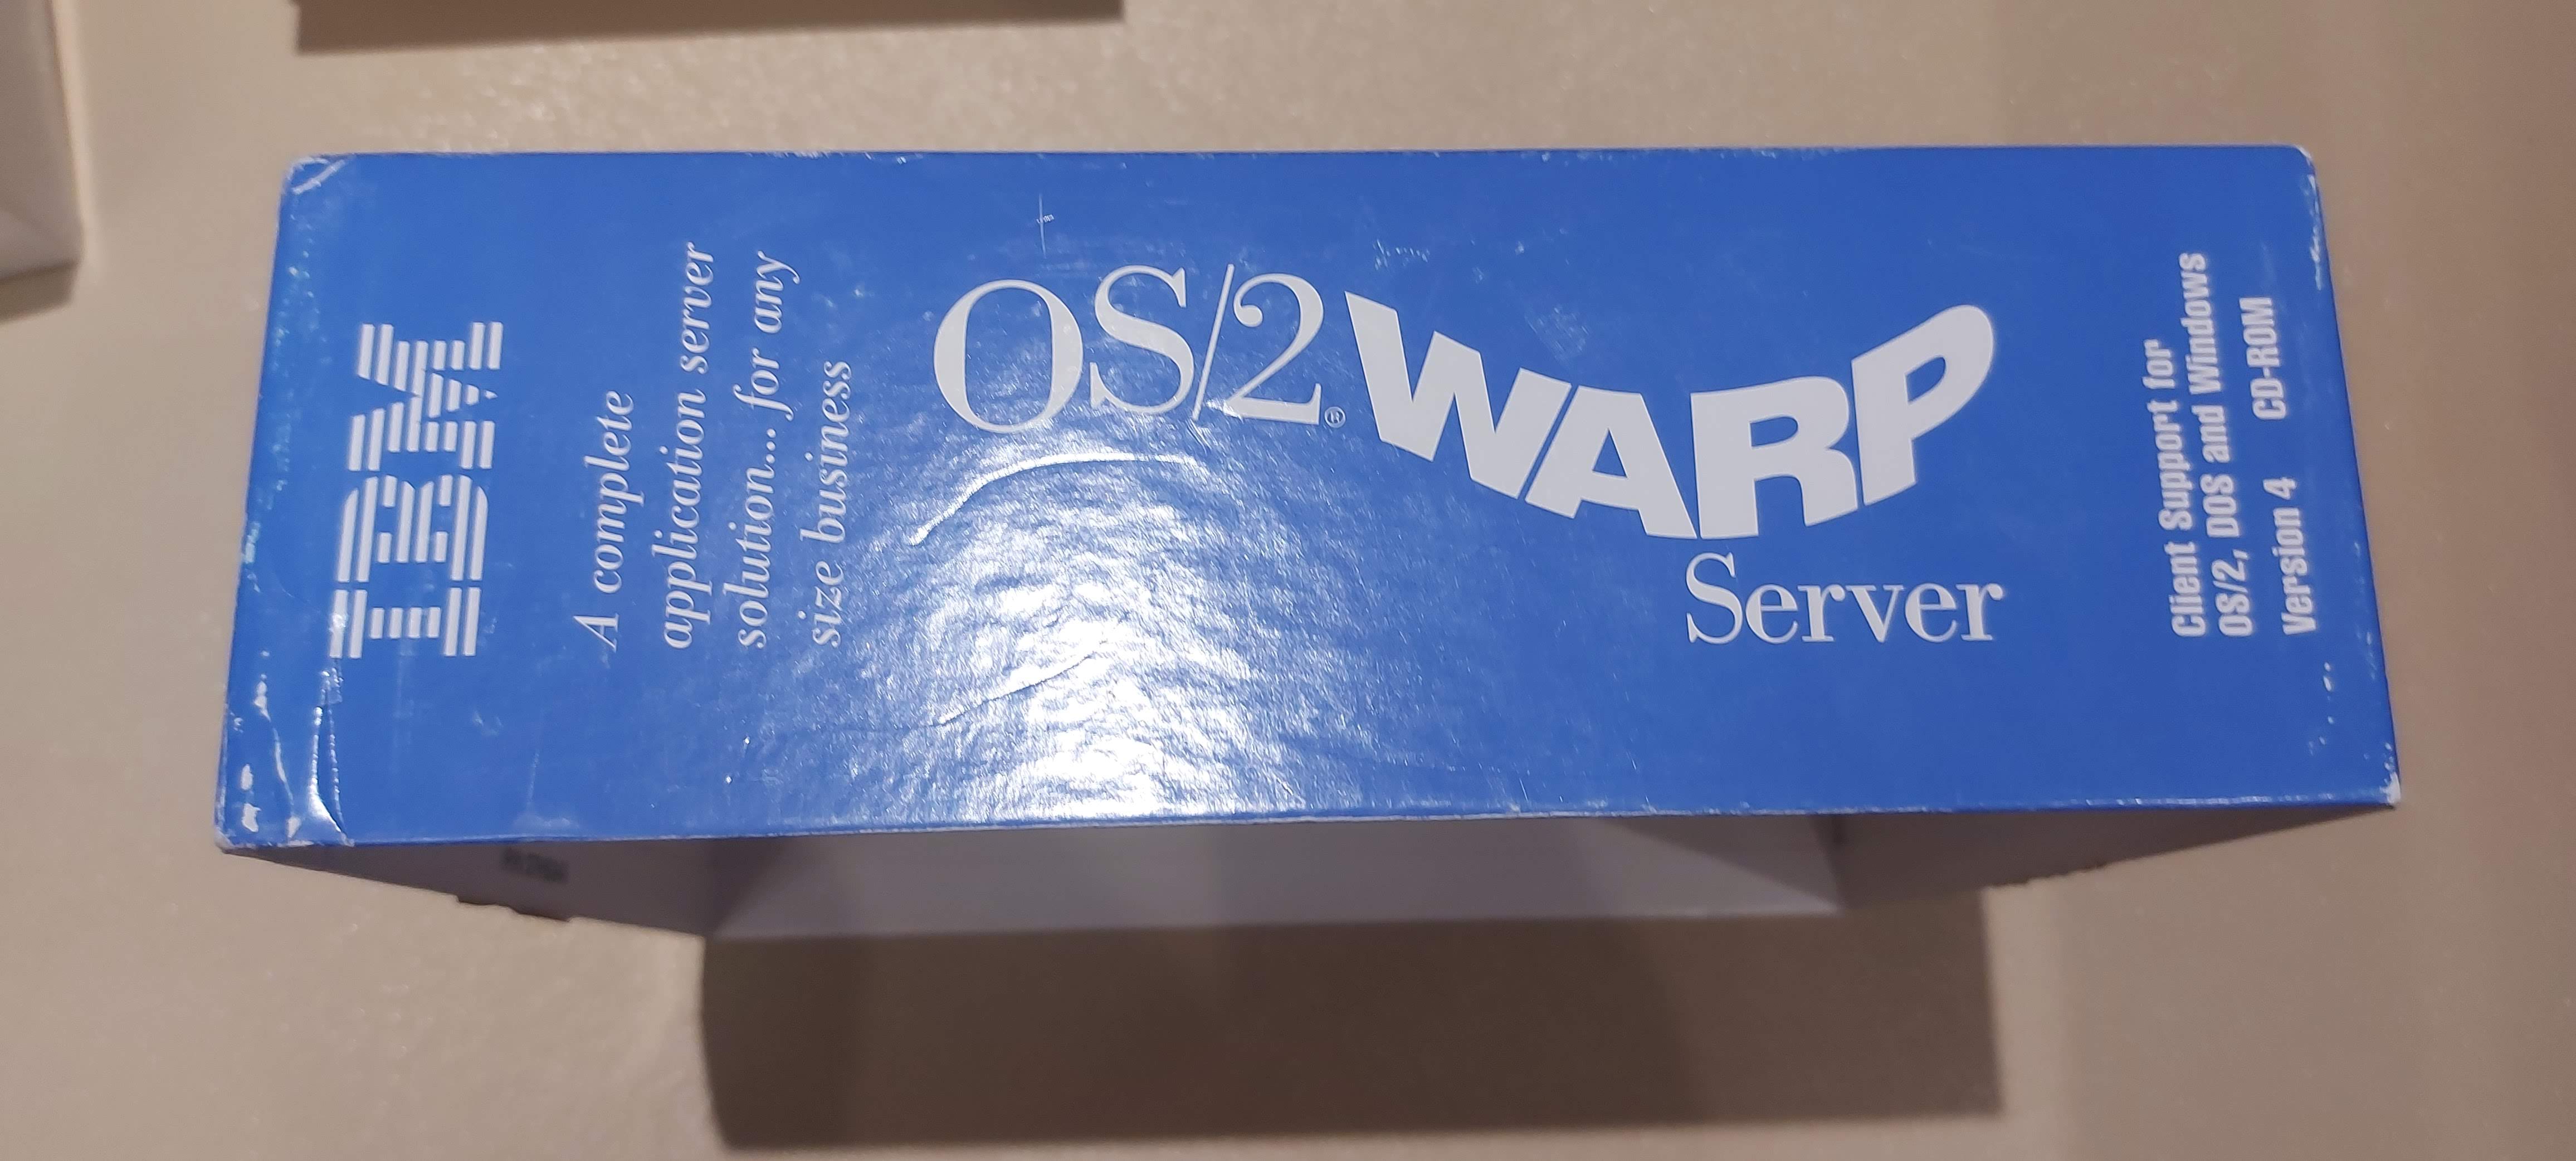 IBM
A complete
application server
solution... for any
size business
OS/2® WARP
Server
Client Support for
OS/2, DOS and Windows
Version 4 CD-ROM